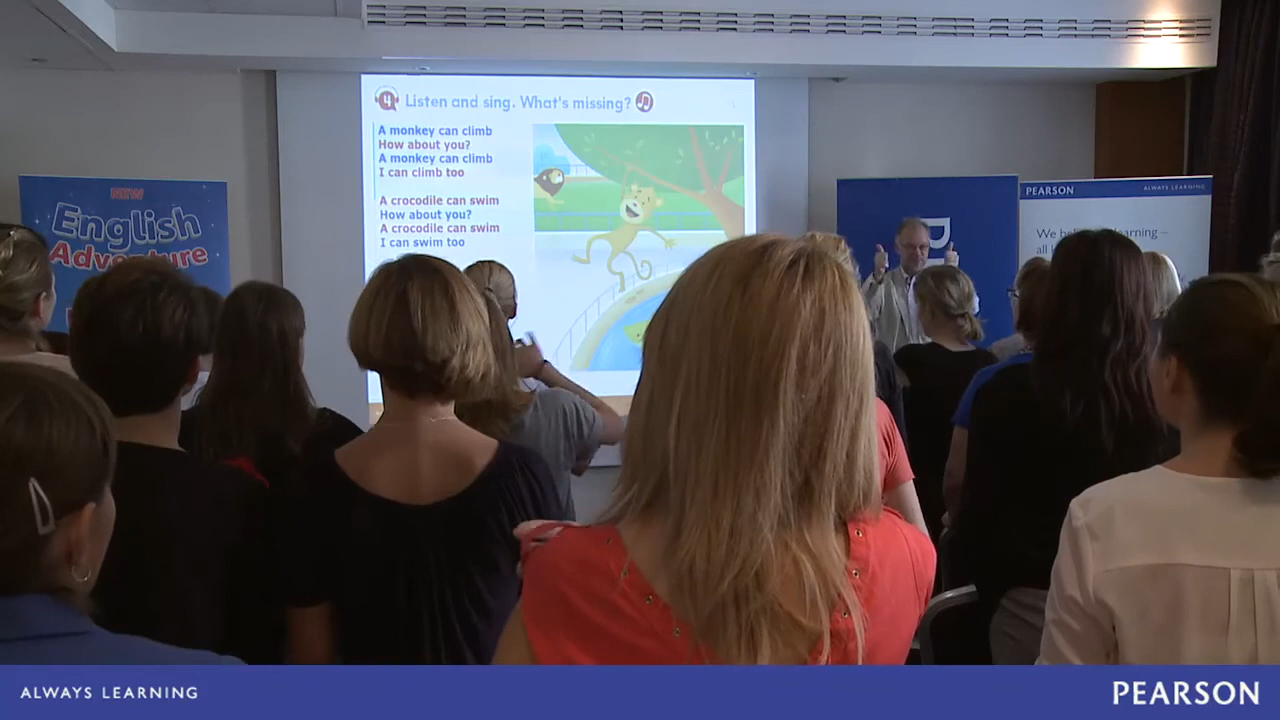 4 Listen and sing. What's missing?
A monkey can climb
How about you?
A monkey can climb
I can climb too
A crocodile can swim
How about you?
A crocodile can swim
I can swim too
NEW
English
Adventure
PEARSON
ALWAYS LEARNING
We
learning –
all
ALWAYS LEARNING
PEARSON